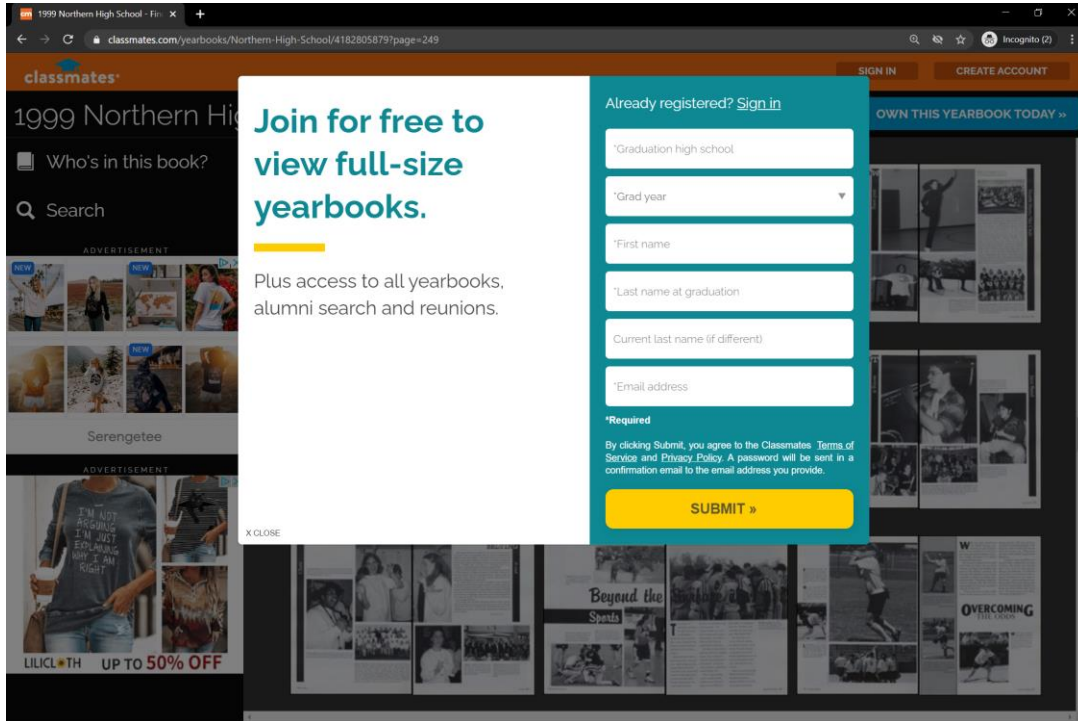 1999 Northern High School - Fin
classmates.com/yearbooks/Northern-High-School/4182805879?page=249
Incognito (2)
classmates
SIGN IN
CREATE ACCOUNT
1999 Northern Hig
OWN THIS YEARBOOK TODAY »
Who's in this book?
Search
ADVERTISEMENT
NEW
NEW
NEW
Serengetee
ADVERTISEMENT
I'M NOT
ARGUING
I'M JUST
EXPLAINING
WHY I AM
RIGHT
LILICLOTH UP TO 50% OFF
Join for free to
view full-size
yearbooks.
Plus access to all yearbooks,
alumni search and reunions.
X CLOSE
Already registered? Sign in
*Graduation high school
*Grad year
*First name
*Last name at graduation
Current last name (if different)
*Email address
*Required
By clicking Submit, you agree to the Classmates Terms of
Service and Privacy Policy. A password will be sent in a
confirmation email to the email address you provide.
SUBMIT »
Beyond the
Sports
OVERCOMING
THE ODDS